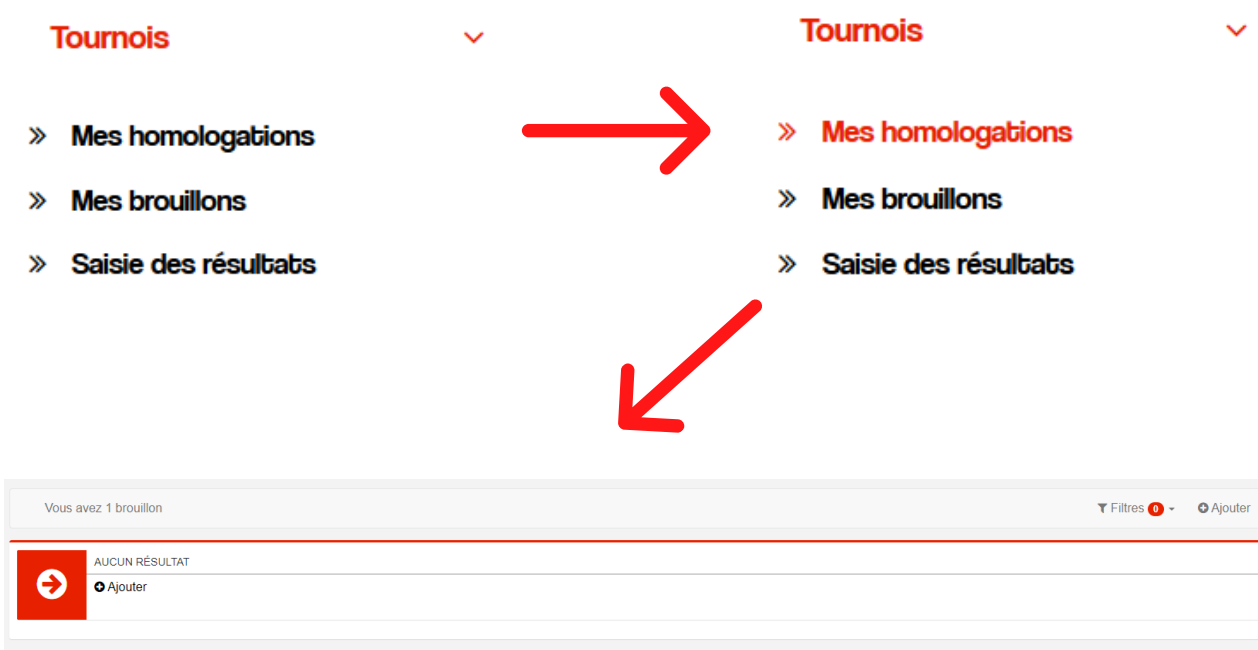 Tournois
Mes homologations
Mes brouillons
Saisie des résultats
Tournois
Mes homologations
Mes brouillons
Saisie des résultats
Vous avez 1 brouillon
Filtres 0
Ajouter
AUCUN RÉSULTAT
Ajouter